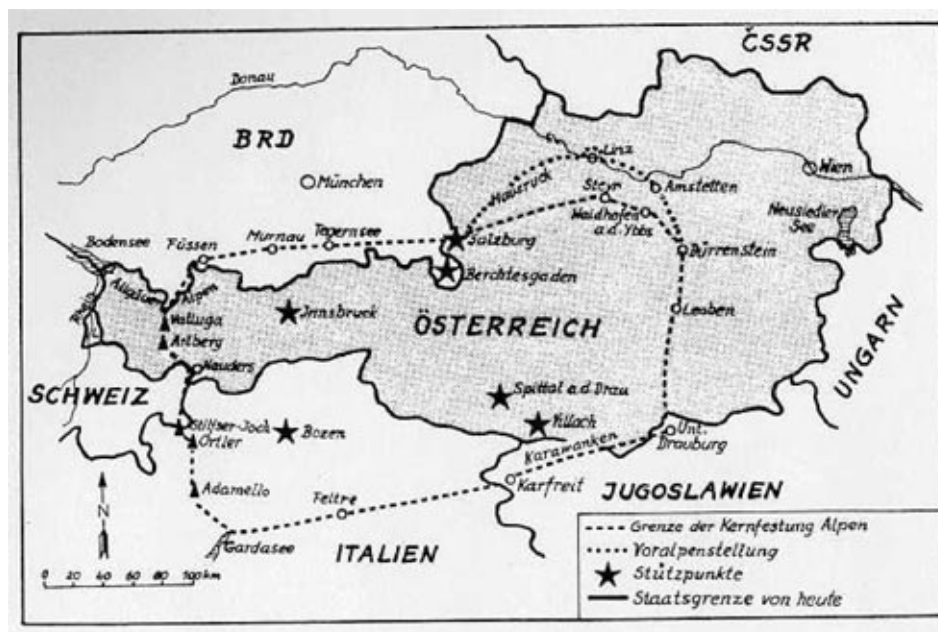 ČSSR
Donau
BRD
München
Linz
Wien
Hausruck
Steyr
Amstetten
Waidhofen
a.d. Ybbs
Neusiedler
See
Bodensee
Füssen
Murnau
Tegernsee
Salzburg
Dürrenstein
Berchtesgaden
Allgäuer
Alpen
Rhein
Valluga
Arlberg
Innsbruck
ÖSTERREICH
Leoben
Nauders
UNGARN
SCHWEIZ
Spittal a.d. Drau
Stilfser-Joch
Ortler
Bozen
Villach
Unt.
Drauburg
Karawanken
Adamello
Feltre
Karfreit
JUGOSLAWIEN
N
Gardasee
ITALIEN
0 20 40 60 80 100 km
Grenze der Kernfestung Alpen
Voralpenstellung
Stützpunkte
Staatsgrenze von heute